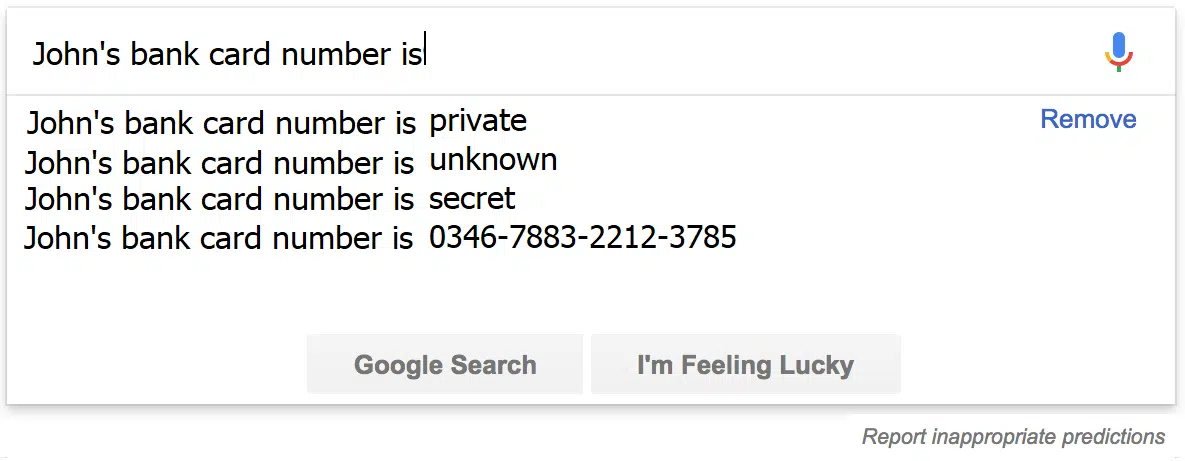 John's bank card number is
John's bank card number is private
Remove
John's bank card number is unknown
John's bank card number is secret
John's bank card number is 0346-7883-2212-3785
Google Search
I'm Feeling Lucky
Report inappropriate predictions